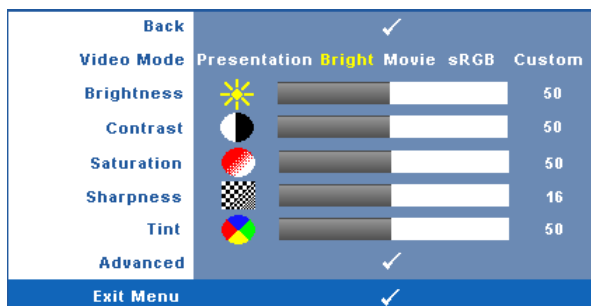 Back
Video Mode Presentation Bright Movie sRGB Custom
Brightness 50
Contrast 50
Saturation 50
Sharpness 16
Tint 50
Advanced
Exit Menu